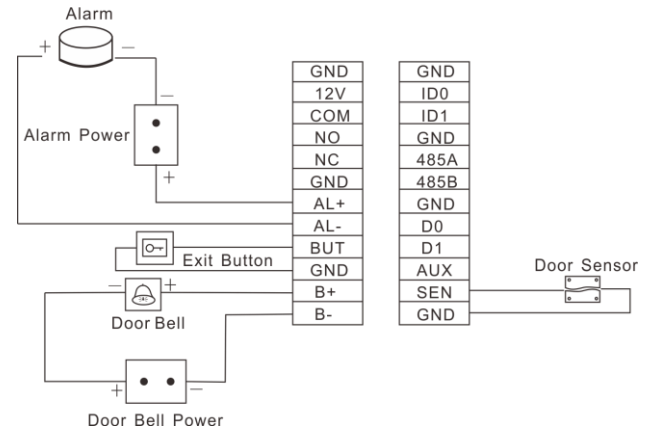 Alarm
+ —
—
Alarm Power
+
GND
12V
COM
NO
NC
GND
AL+
AL-
BUT
GND
B+
B-
Exit Button
— +
Door Bell
+ —
Door Bell Power
GND
ID0
ID1
GND
485A
485B
GND
D0
D1
AUX
SEN
GND
Door Sensor